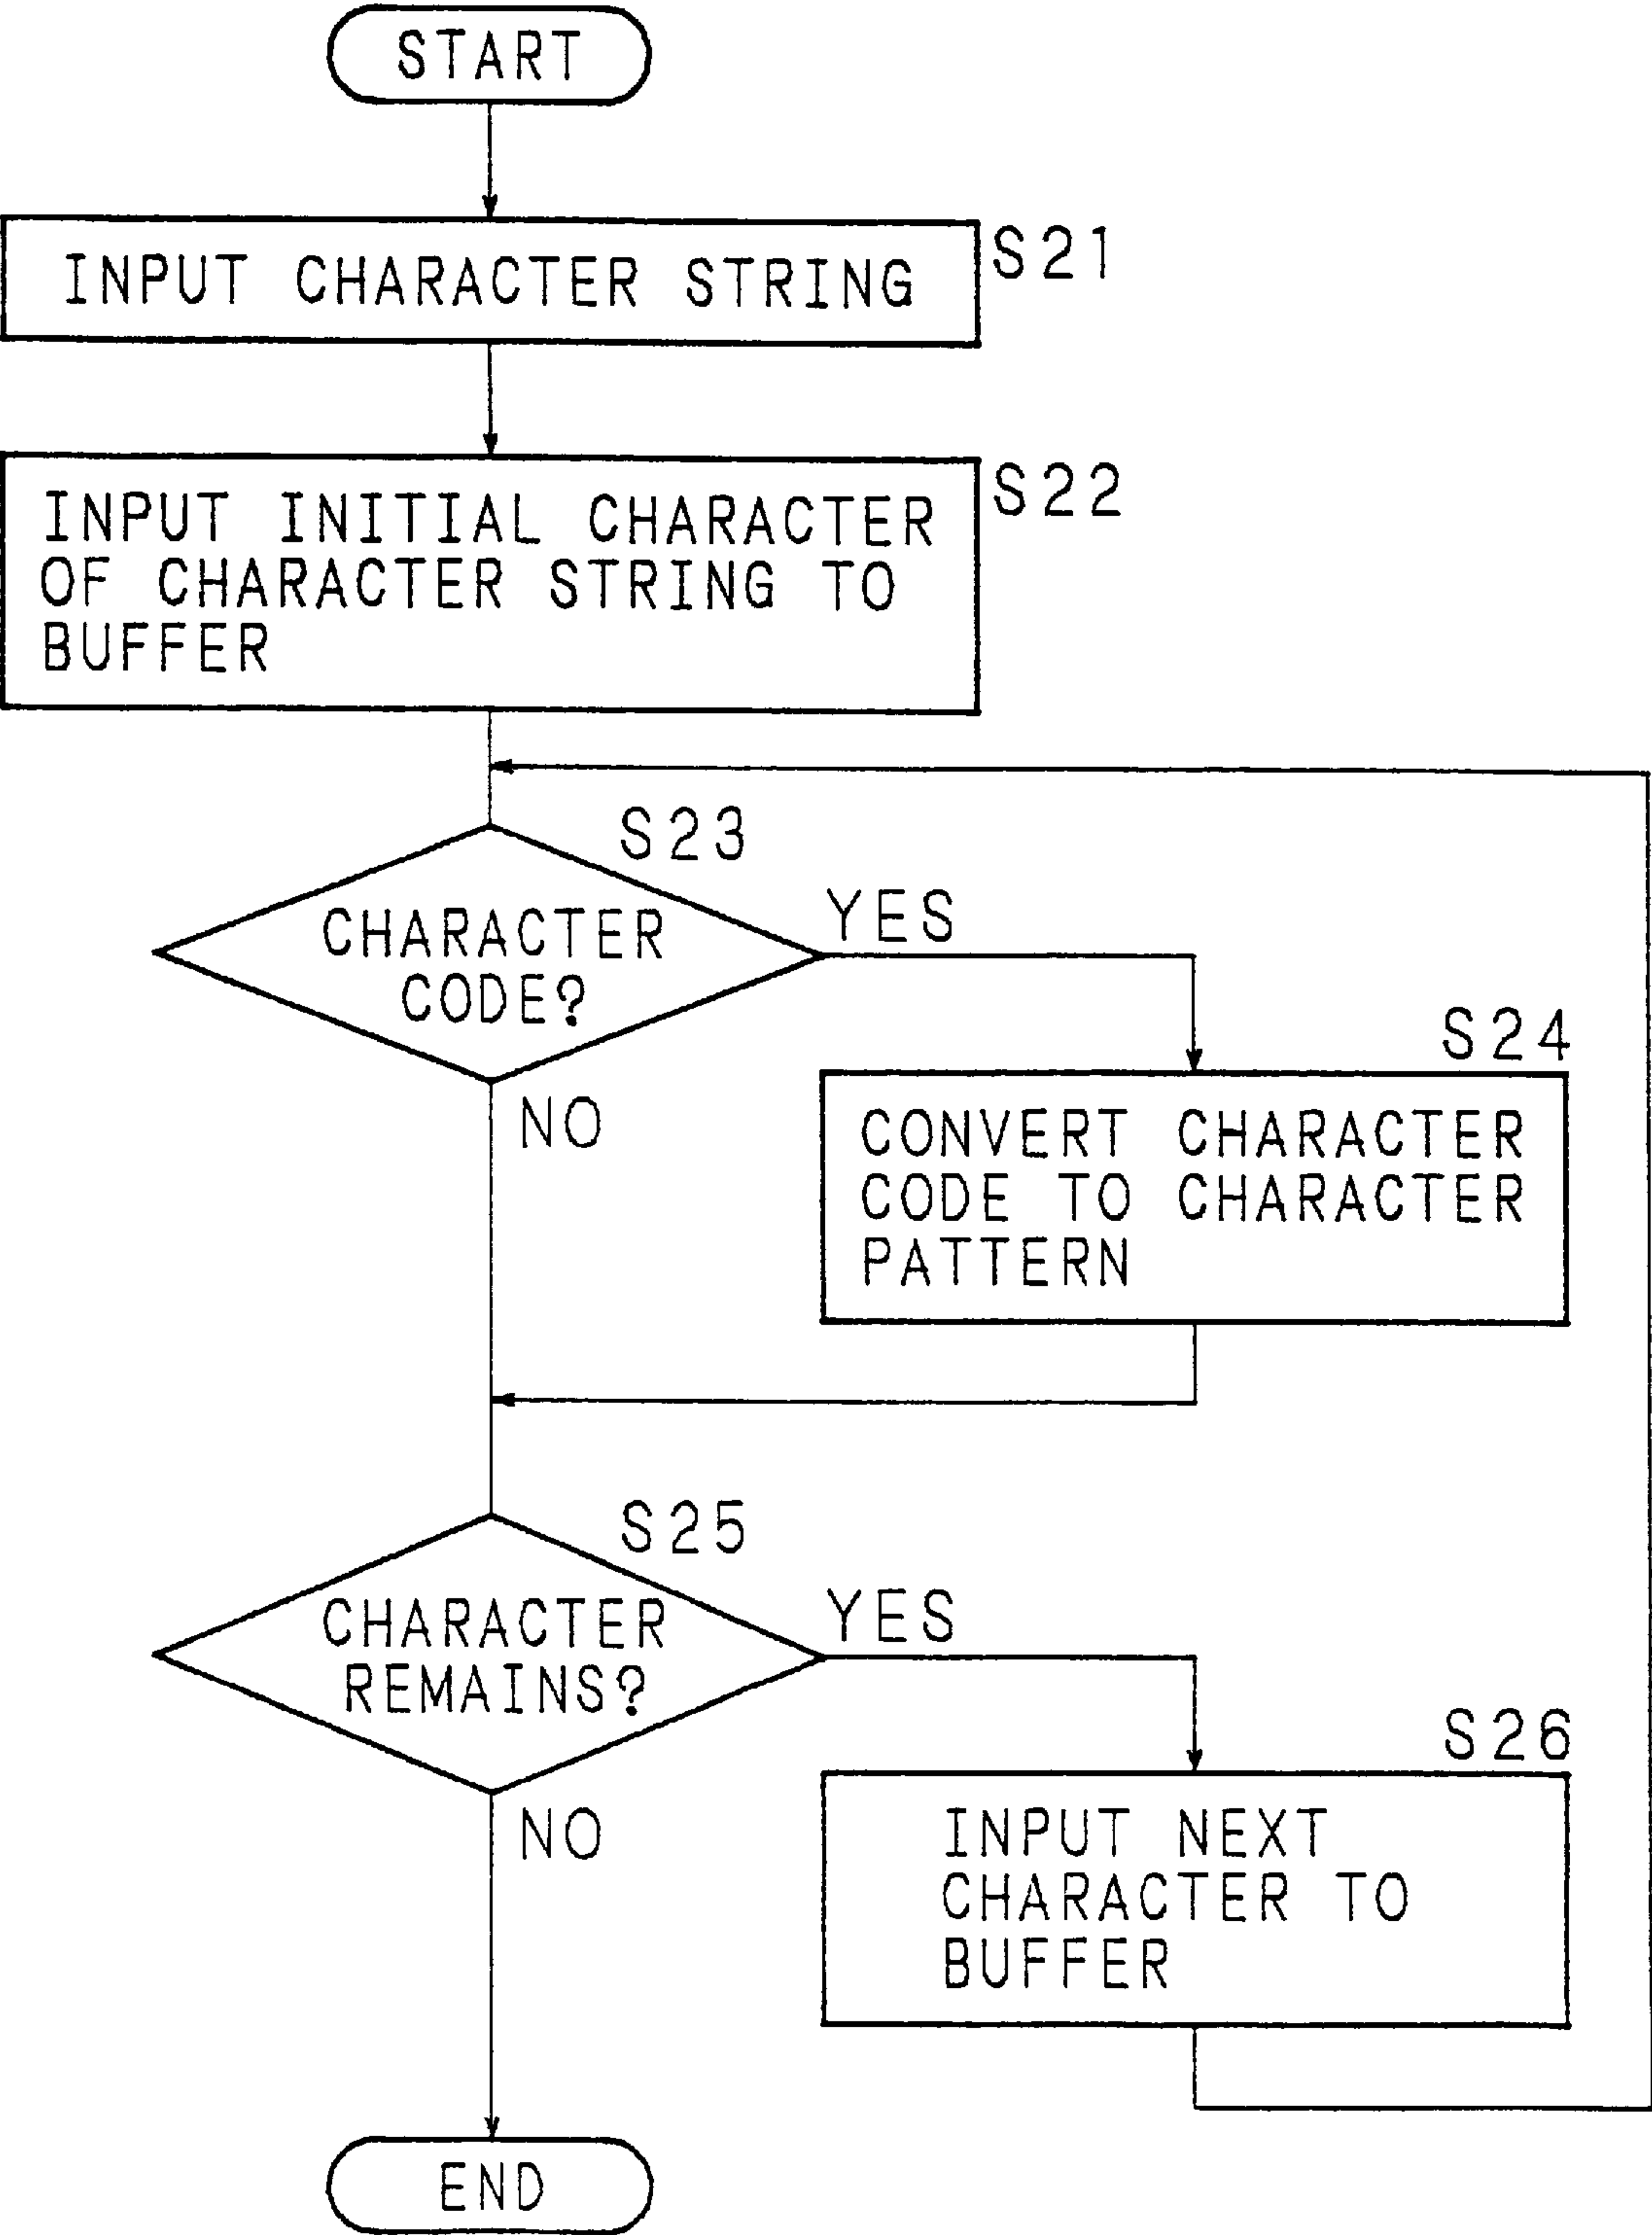 START
INPUT CHARACTER STRING
S21
INPUT INITIAL CHARACTER
OF CHARACTER STRING TO
BUFFER
S22
S23
CHARACTER
CODE?
YES
NO
S24
CONVERT CHARACTER
CODE TO CHARACTER
PATTERN
S25
CHARACTER
REMAINS?
YES
NO
S26
INPUT NEXT
CHARACTER TO
BUFFER
END